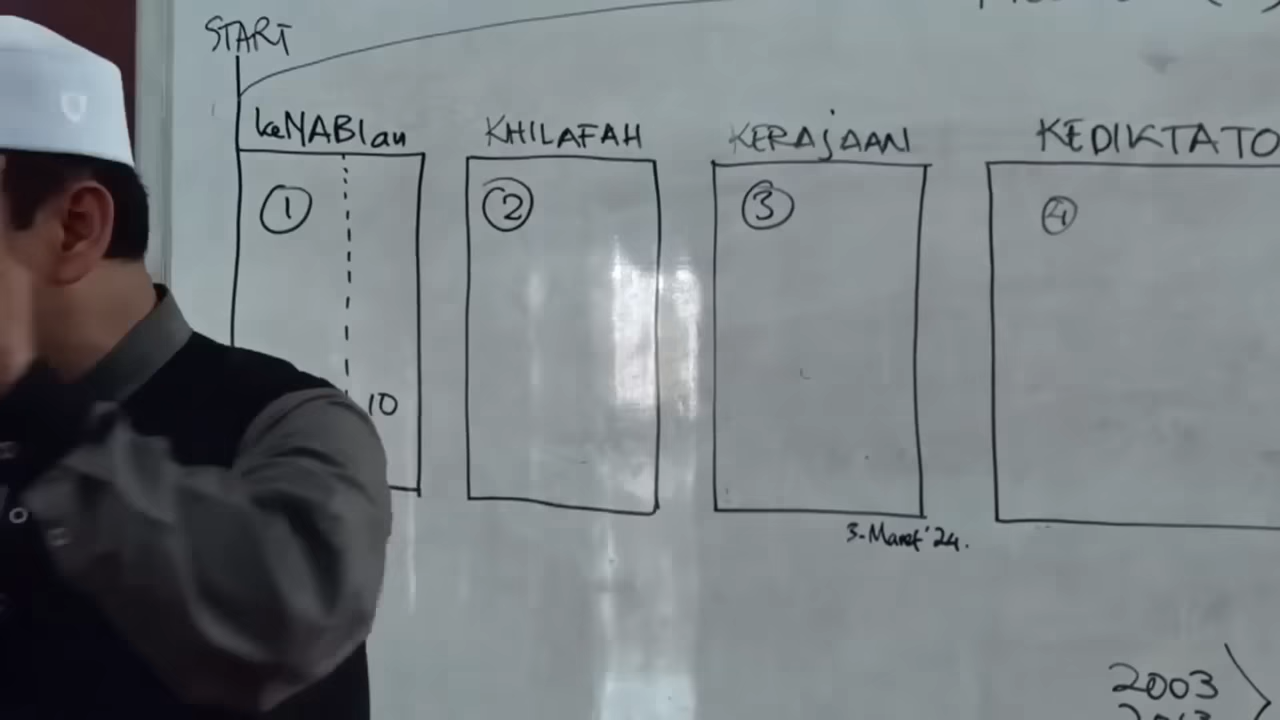 START
keNABIan
KHILAFAH
KERAJAAN
KEDIKTATO
1
2
3
4
10
3-Maret '24.
2003